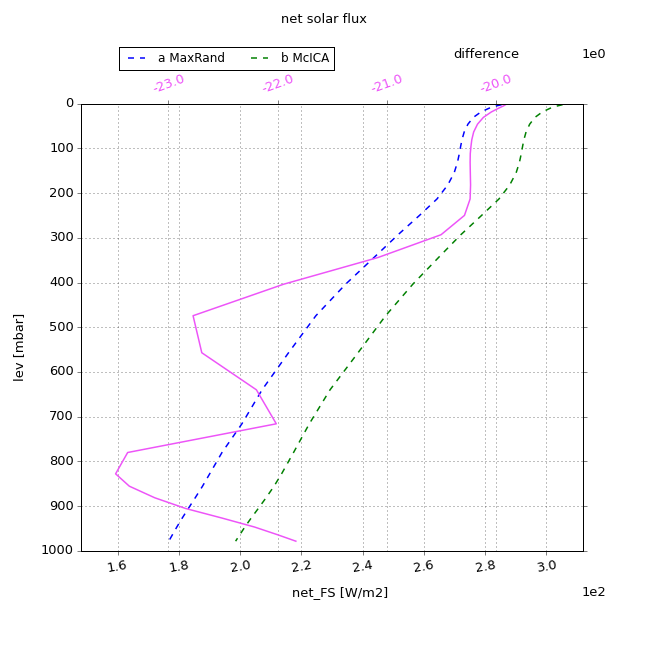 net solar flux
a MaxRand b McICA
difference 1e0
-23.0 -22.0 -21.0 -20.0
0
100
200
300
400
500
600
700
800
900
1000
lev [mbar]
1.6 1.8 2.0 2.2 2.4 2.6 2.8 3.0
net_FS [W/m2] 1e2